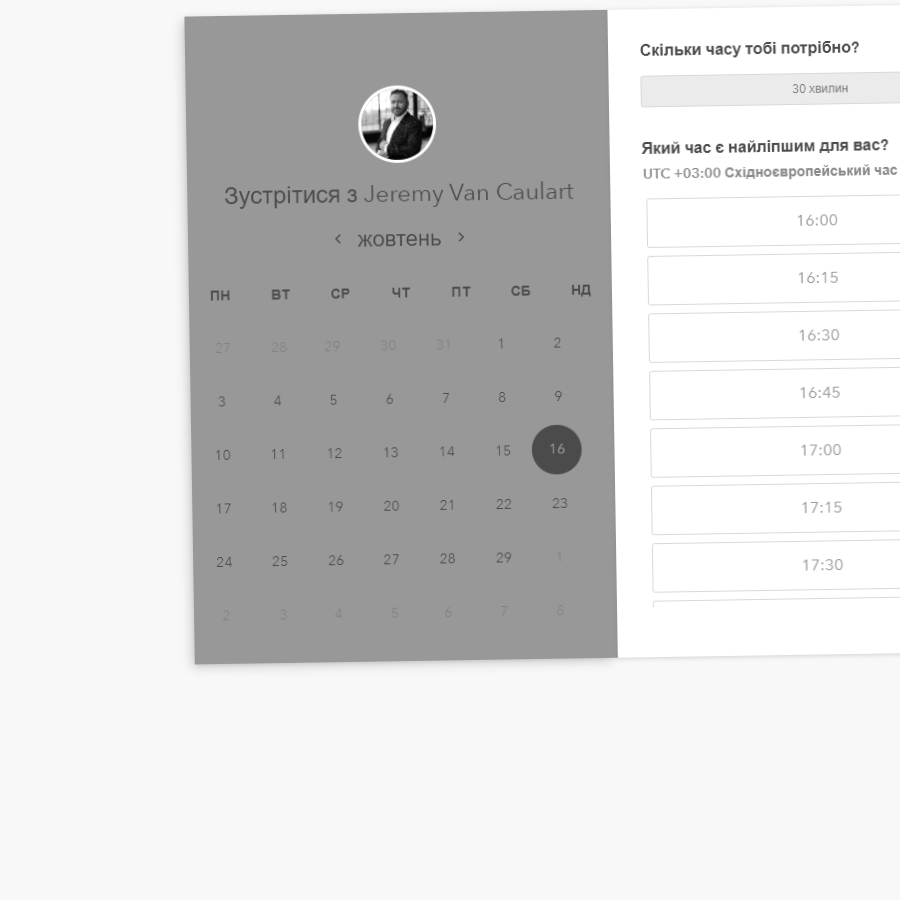 Зустрітися з Jeremy Van Caulart
жовтень
ПН ВТ СР ЧТ ПТ СБ НД
27 28 29 30 31 1 2
3 4 5 6 7 8 9
10 11 12 13 14 15 16
17 18 19 20 21 22 23
24 25 26 27 28 29 1
2 3 4 5 6 7 8
Скільки часу тобі потрібно?
30 хвилин
Який час є найліпшим для вас?
UTC +03:00 Східноєвропейський час
16:00
16:15
16:30
16:45
17:00
17:15
17:30